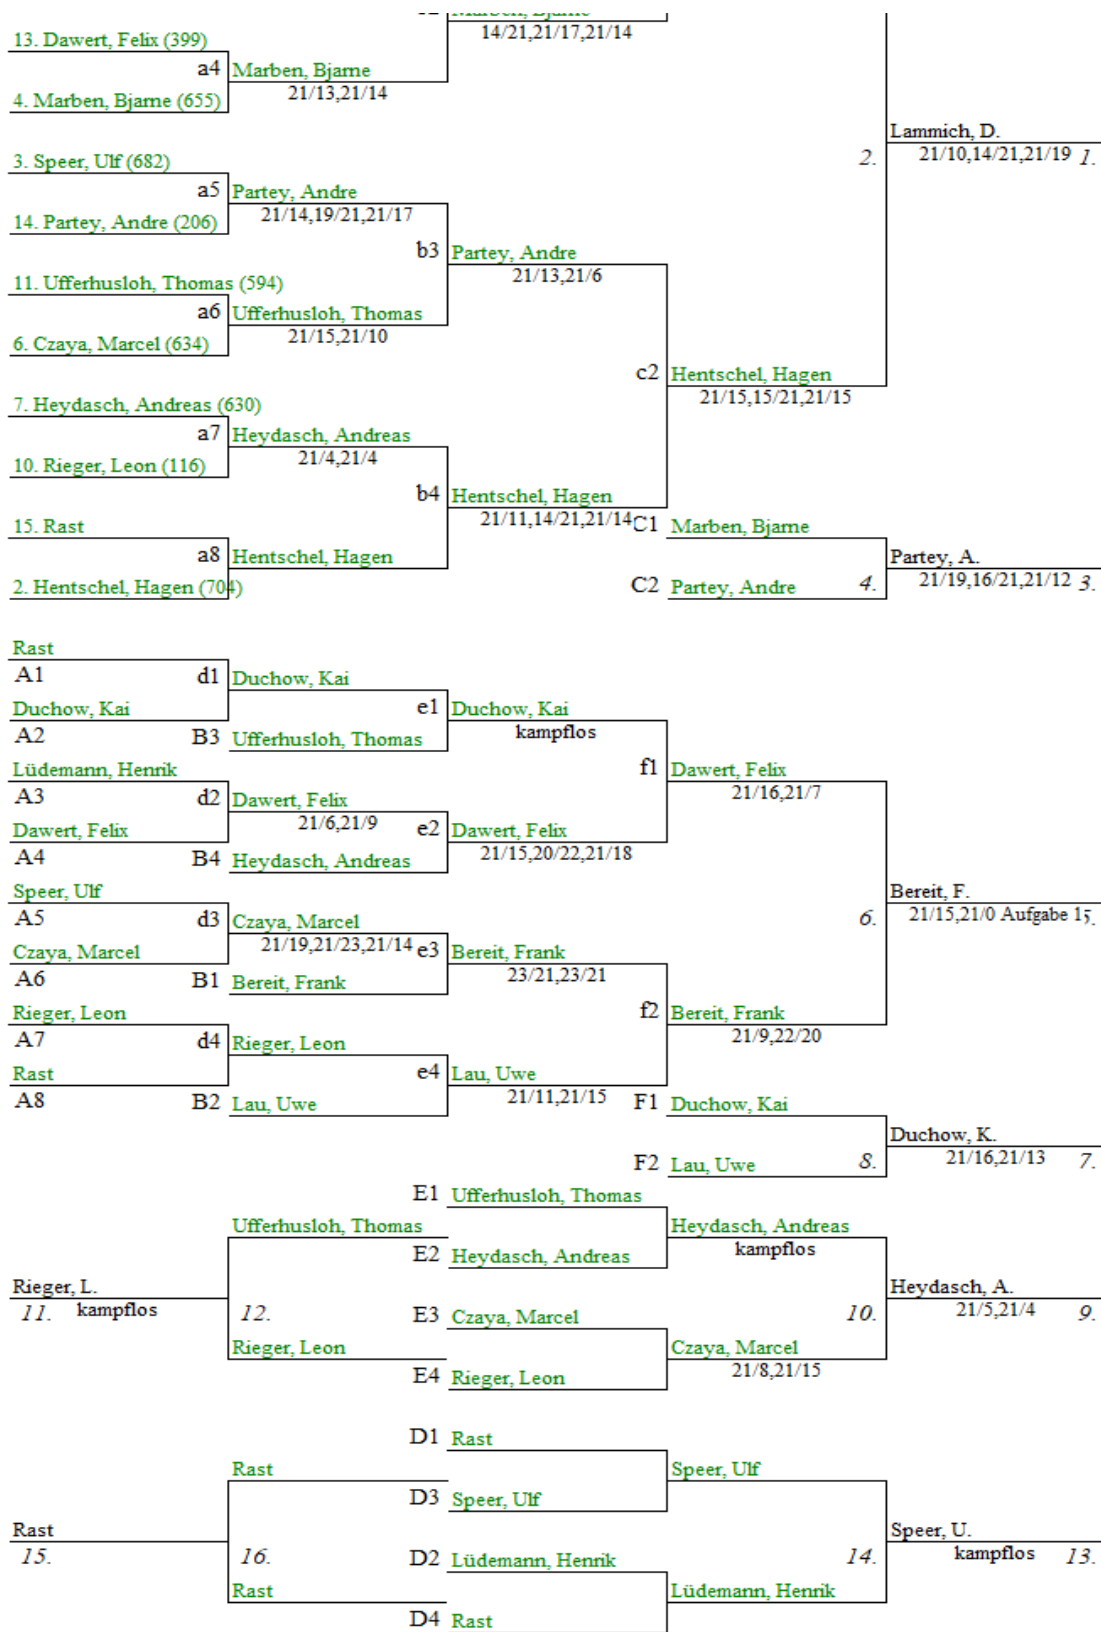 14/21,21/17,21/14
13. Dawert, Felix (399)
a4 Marben, Bjarne
21/13,21/14
4. Marben, Bjarne (655)
Lammich, D.
2. 21/10,14/21,21/19 1.
3. Speer, Ulf (682)
a5 Partey, Andre
21/14,19/21,21/17
14. Partey, Andre (206)
b3 Partey, Andre
21/13,21/6
11. Ufferhusloh, Thomas (594)
a6 Ufferhusloh, Thomas
21/15,21/10
6. Czaya, Marcel (634)
c2 Hentschel, Hagen
21/15,15/21,21/15
7. Heydasch, Andreas (630)
a7 Heydasch, Andreas
21/4,21/4
10. Rieger, Leon (116)
b4 Hentschel, Hagen
21/11,14/21,21/14
15. Rast
C1 Marben, Bjarne
a8 Hentschel, Hagen
Partey, A.
21/19,16/21,21/12 3.
2. Hentschel, Hagen (704)
C2 Partey, Andre 4.
Rast
A1 d1 Duchow, Kai
Duchow, Kai
e1 Duchow, Kai
kampflos
A2 B3 Ufferhusloh, Thomas
Lüdemann, Henrik
f1 Dawert, Felix
21/16,21/7
A3 d2 Dawert, Felix
21/6,21/9
Dawert, Felix
e2 Dawert, Felix
21/15,20/22,21/18
A4 B4 Heydasch, Andreas
Speer, Ulf
Bereit, F.
6. 21/15,21/0 Aufgabe 15.
A5 d3 Czaya, Marcel
21/19,21/23,21/14
Czaya, Marcel
e3 Bereit, Frank
23/21,23/21
A6 B1 Bereit, Frank
Rieger, Leon
f2 Bereit, Frank
21/9,22/20
A7 d4 Rieger, Leon
Rast
e4 Lau, Uwe
21/11,21/15
A8 B2 Lau, Uwe
F1 Duchow, Kai
Duchow, K.
21/16,21/13 7.
F2 Lau, Uwe 8.
E1 Ufferhusloh, Thomas
Ufferhusloh, Thomas
Heydasch, Andreas
kampflos
E2 Heydasch, Andreas
Rieger, L.
11. kampflos 12.
Heydasch, A.
10. 21/5,21/4 9.
E3 Czaya, Marcel
Rieger, Leon
Czaya, Marcel
21/8,21/15
E4 Rieger, Leon
D1 Rast
Rast
Speer, Ulf
D3 Speer, Ulf
Rast
15. 16.
Speer, U.
14. kampflos 13.
D2 Lüdemann, Henrik
Rast
Lüdemann, Henrik
D4 Rast